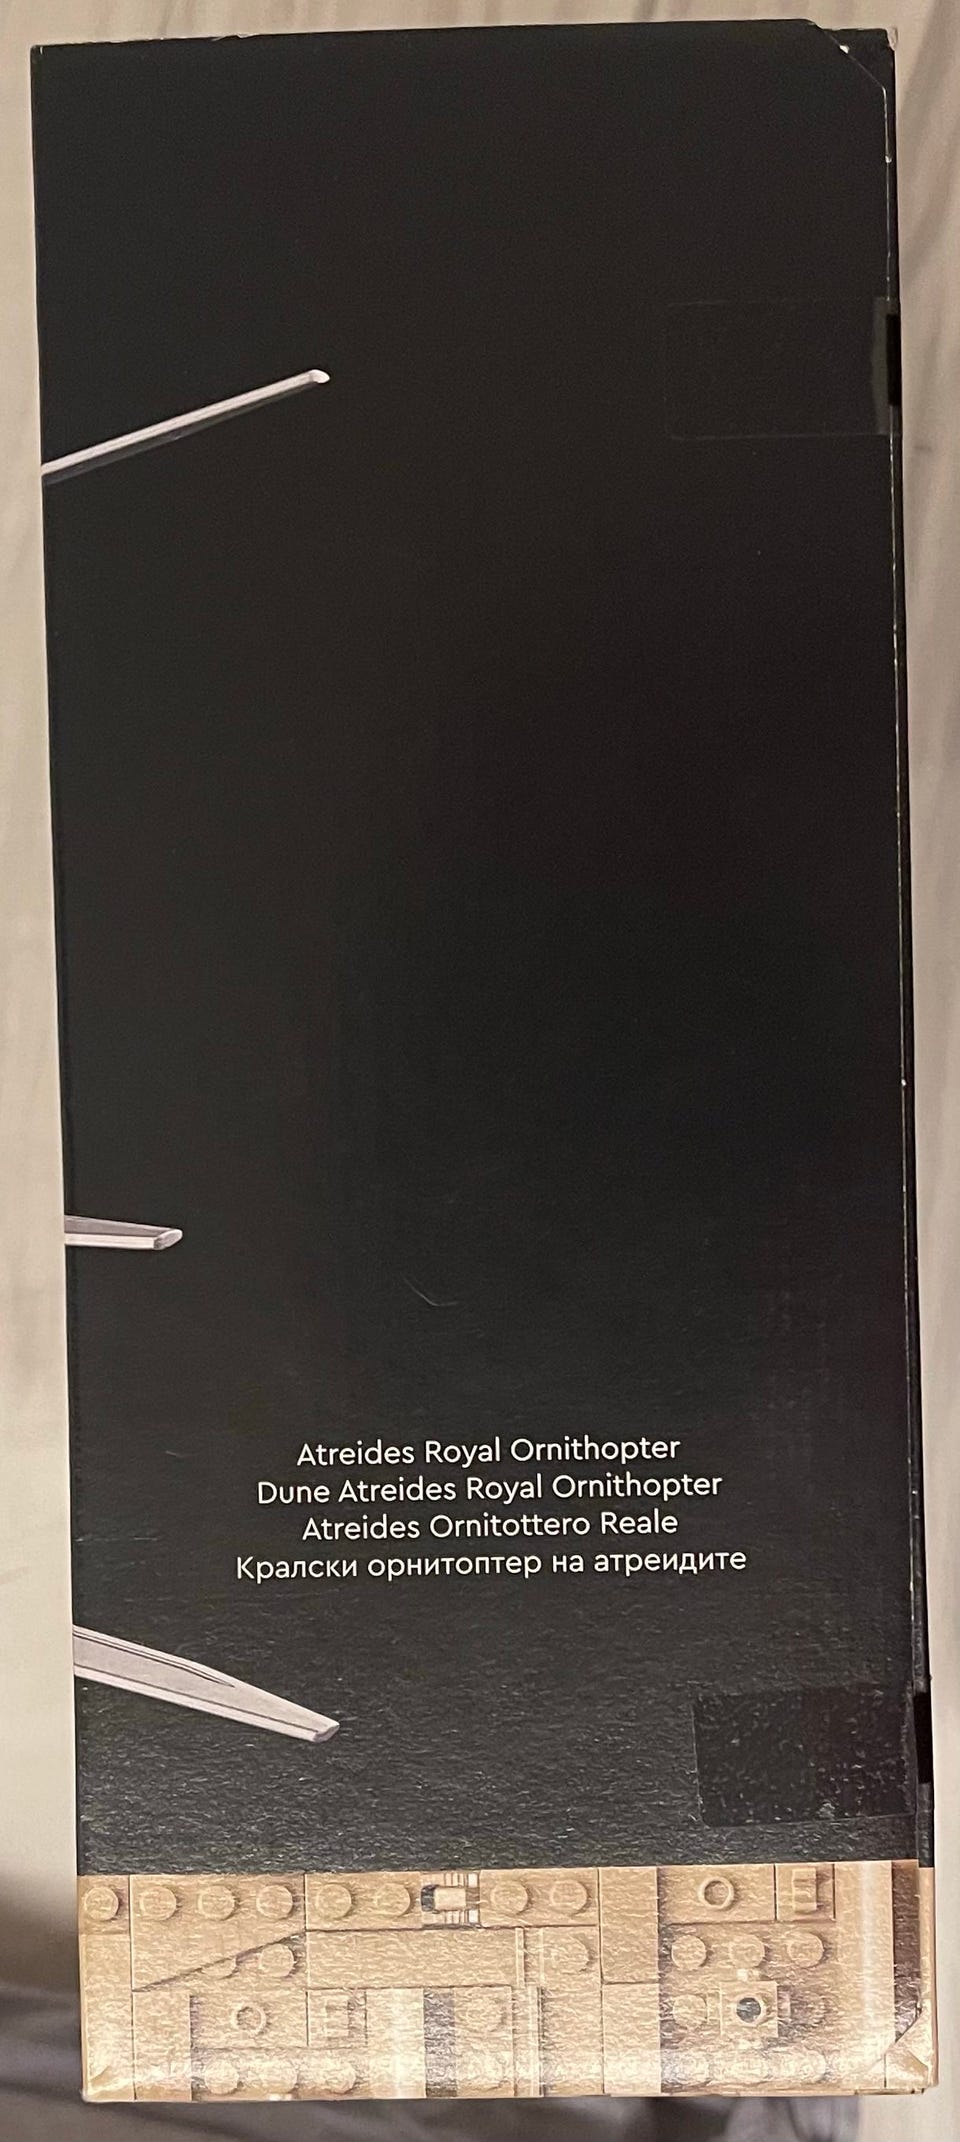 Atreides Royal Ornithopter
Dune Atreides Royal Ornithopter
Atreides Ornitottero Reale
Кралски орнитоптер на атреидите